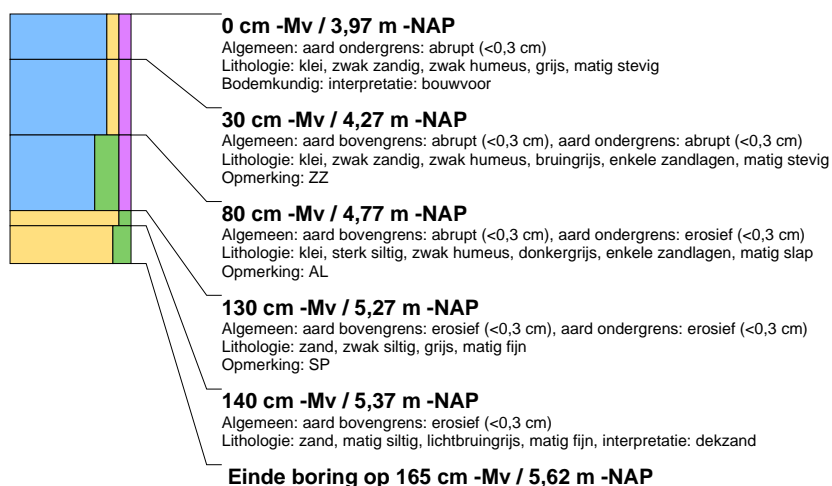 0 cm -Mv / 3,97 m -NAP
Algemeen: aard ondergrens: abrupt (<0,3 cm)
Lithologie: klei, zwak zandig, zwak humeus, grijs, matig stevig
Bodemkundig: interpretatie: bouwvoor
30 cm -Mv / 4,27 m -NAP
Algemeen: aard bovengrens: abrupt (<0,3 cm), aard ondergrens: abrupt (<0,3 cm)
Lithologie: klei, zwak zandig, zwak humeus, bruingrijs, enkele zandlagen, matig stevig
Opmerking: ZZ
80 cm -Mv / 4,77 m -NAP
Algemeen: aard bovengrens: abrupt (<0,3 cm), aard ondergrens: erosief (<0,3 cm)
Lithologie: klei, sterk siltig, zwak humeus, donkergrijs, enkele zandlagen, matig slap
Opmerking: AL
130 cm -Mv / 5,27 m -NAP
Algemeen: aard bovengrens: erosief (<0,3 cm), aard ondergrens: erosief (<0,3 cm)
Lithologie: zand, zwak siltig, grijs, matig fijn
Opmerking: SP
140 cm -Mv / 5,37 m -NAP
Algemeen: aard bovengrens: erosief (<0,3 cm)
Lithologie: zand, matig siltig, lichtbruingrijs, matig fijn, interpretatie: dekzand
Einde boring op 165 cm -Mv / 5,62 m -NAP